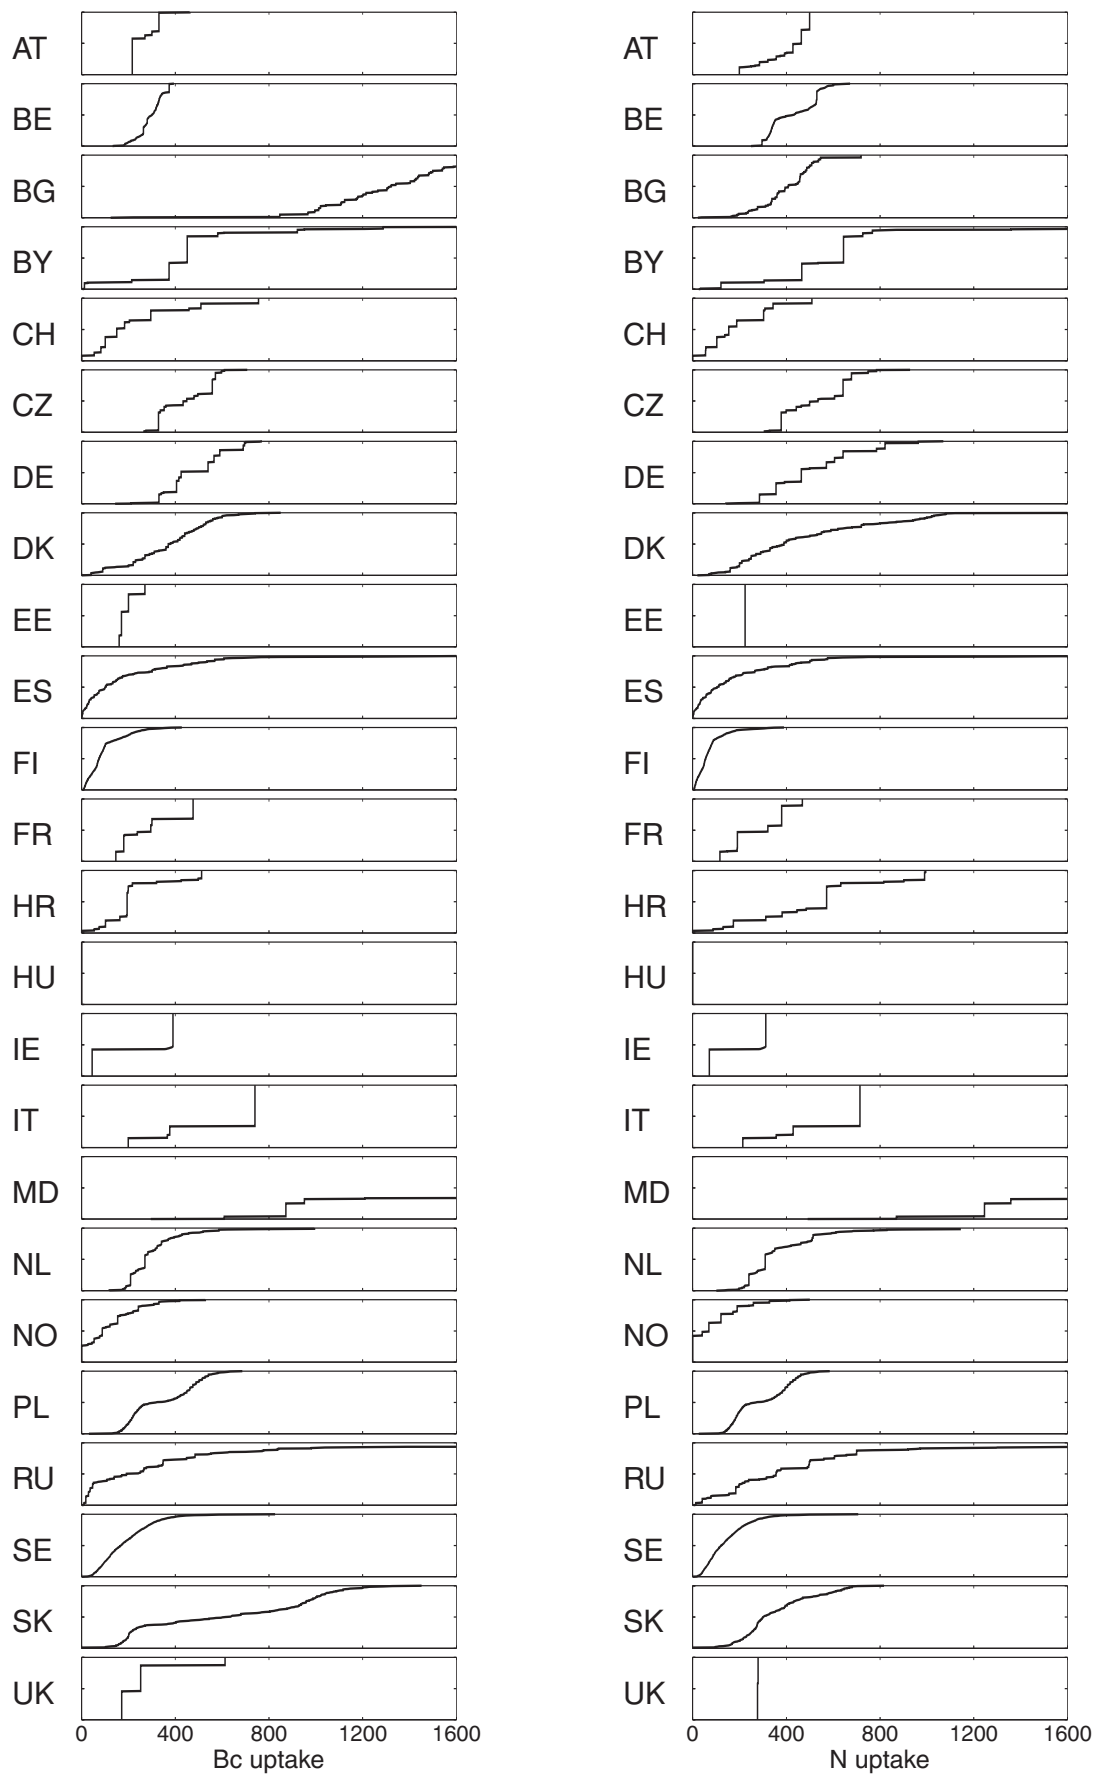 AT AT
BE BE
BG BG
BY BY
CH CH
CZ CZ
DE DE
DK DK
EE EE
ES ES
FI FI
FR FR
HR HR
HU HU
IE IE
IT IT
MD MD
NL NL
NO NO
PL PL
RU RU
SE SE
SK SK
UK UK
0 400 800 1200 1600 0 400 800 1200 1600
Bc uptake N uptake